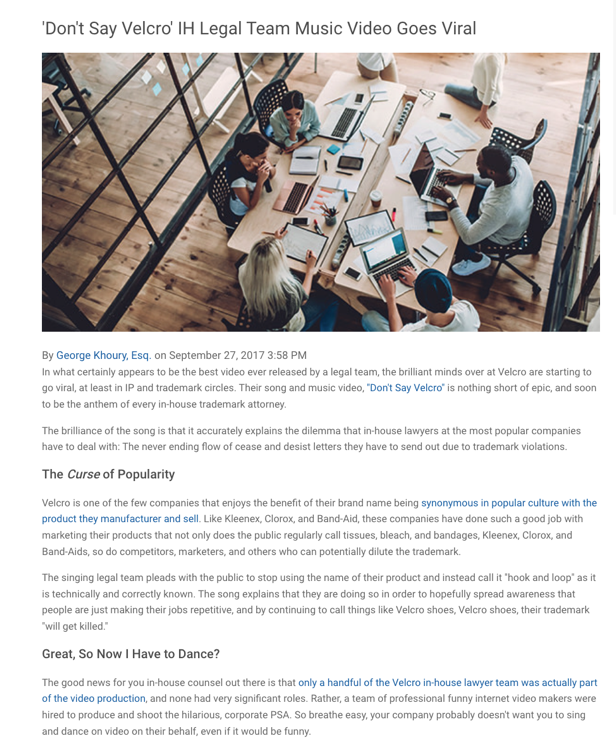 'Don't Say Velcro' IH Legal Team Music Video Goes Viral
By George Khoury, Esq. on September 27, 2017 3:58 PM
In what certainly appears to be the best video ever released by a legal team, the brilliant minds over at Velcro are starting to
go viral, at least in IP and trademark circles. Their song and music video, "Don't Say Velcro" is nothing short of epic, and soon
to be the anthem of every in-house trademark attorney.
The brilliance of the song is that it accurately explains the dilemma that in-house lawyers at the most popular companies
have to deal with: The never ending flow of cease and desist letters they have to send out due to trademark violations.
The Curse of Popularity
Velcro is one of the few companies that enjoys the benefit of their brand name being synonymous in popular culture with the
product they manufacturer and sell. Like Kleenex, Clorox, and Band-Aid, these companies have done such a good job with
marketing their products that not only does the public regularly call tissues, bleach, and bandages, Kleenex, Clorox, and
Band-Aids, so do competitors, marketers, and others who can potentially dilute the trademark.
The singing legal team pleads with the public to stop using the name of their product and instead call it "hook and loop" as it
is technically and correctly known. The song explains that they are doing so in order to hopefully spread awareness that
people are just making their jobs repetitive, and by continuing to call things like Velcro shoes, Velcro shoes, their trademark
"will get killed."
Great, So Now I Have to Dance?
The good news for you in-house counsel out there is that only a handful of the Velcro in-house lawyer team was actually part
of the video production, and none had very significant roles. Rather, a team of professional funny internet video makers were
hired to produce and shoot the hilarious, corporate PSA. So breathe easy, your company probably doesn't want you to sing
and dance on video on their behalf, even if it would be funny.